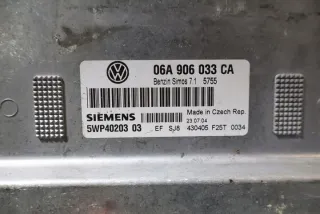 06A 906 033 CA
Benzin Simos 7.1 5755
SIEMENS
Made in Czech Rep.
23.07.04
5WP40203 03 EF SJ8 430405 F25T 0034